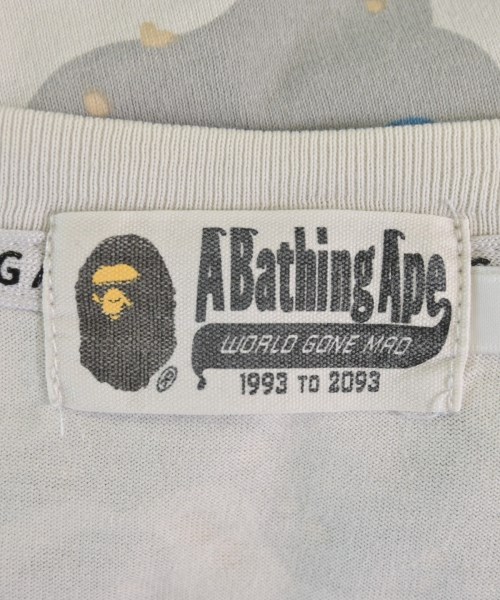 A Bathing Ape
WORLD GONE MAD
1993 TO 2093
®